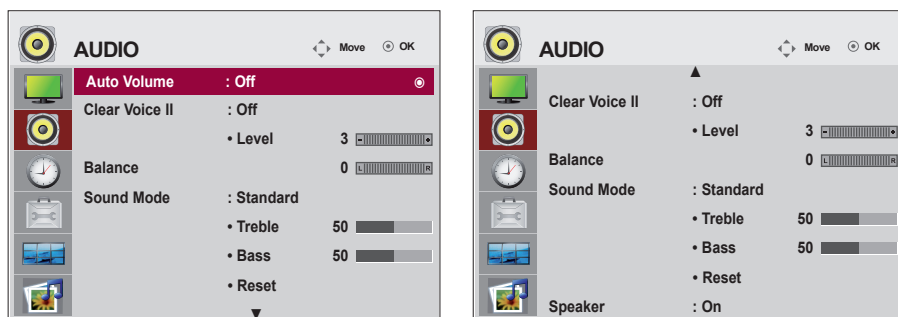 AUDIO Move OK
Auto Volume : Off
Clear Voice II : Off
• Level 3 - +
Balance 0 L R
Sound Mode : Standard
• Treble 50
• Bass 50
• Reset
▼
AUDIO Move OK
▲
Clear Voice II : Off
• Level 3 - +
Balance 0 L R
Sound Mode : Standard
• Treble 50
• Bass 50
• Reset
Speaker : On